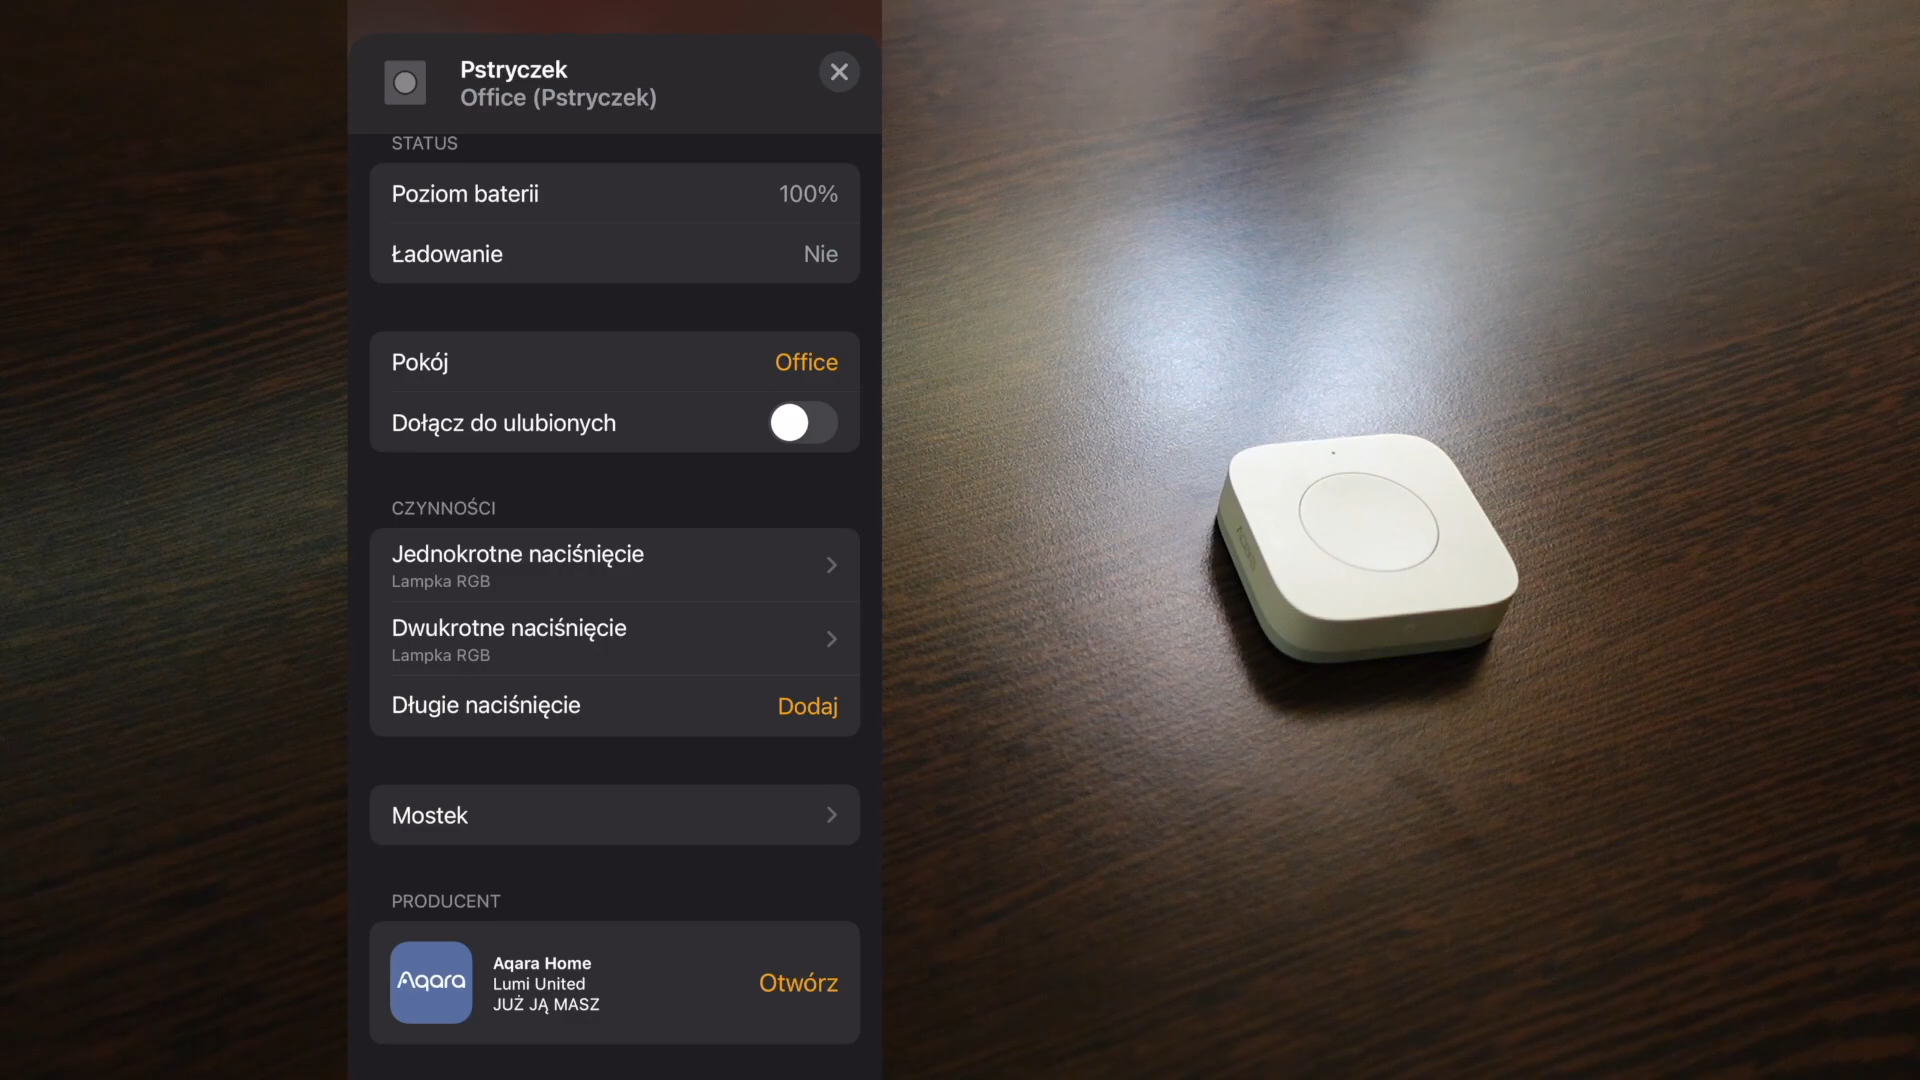 Pstryczek
Office (Pstryczek)
STATUS
Poziom baterii 100%
Ładowanie Nie
Pokój Office
Dołącz do ulubionych
CZYNNOŚCI
Jednokrotne naciśnięcie
Lampka RGB
Dwukrotne naciśnięcie
Lampka RGB
Długie naciśnięcie Dodaj
Mostek
PRODUCENT
Aqara
Aqara Home
Lumi United
JUŻ JĄ MASZ
Otwórz
Aqara